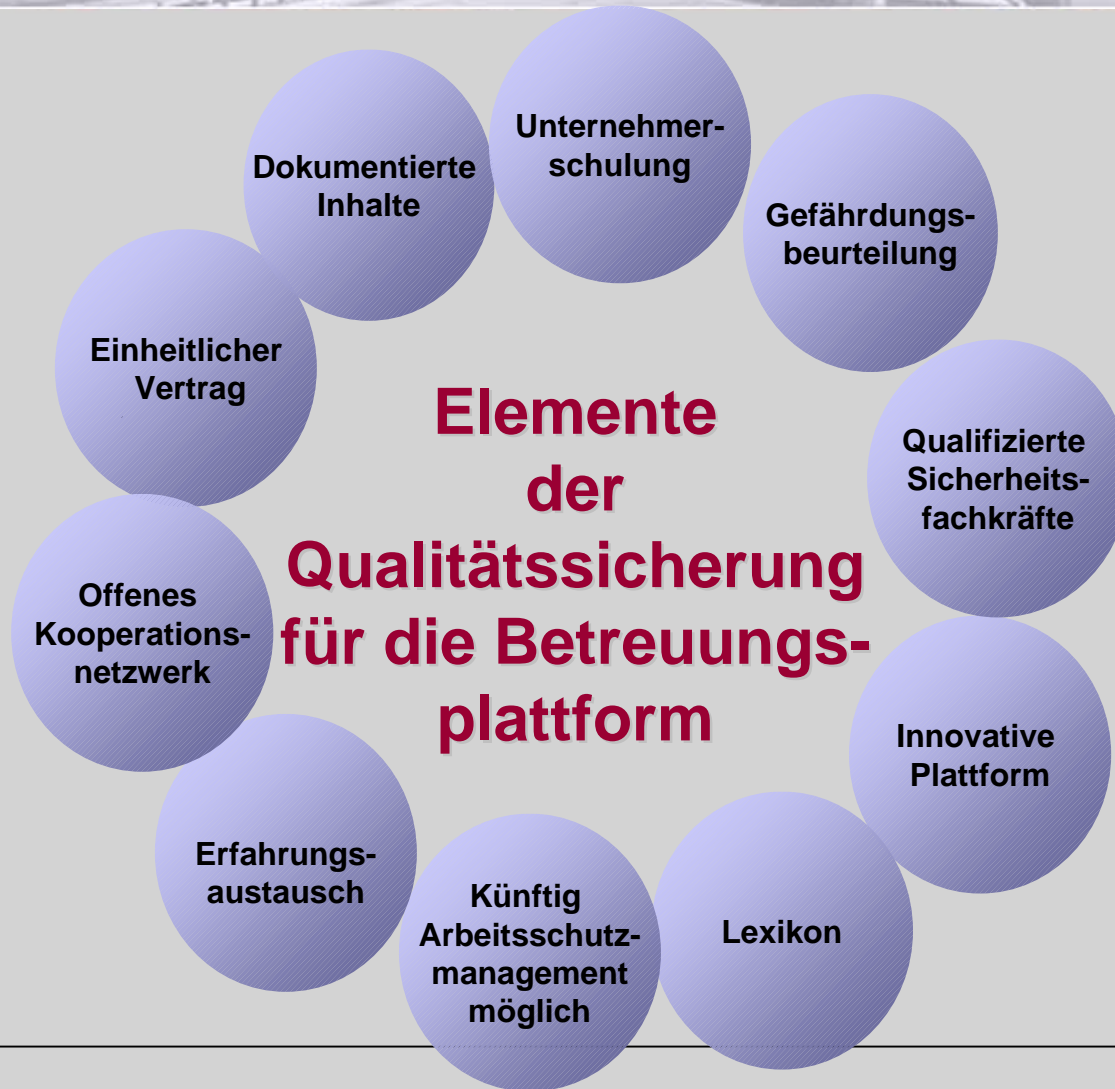 Unternehmer-
schulung
Dokumentierte
Inhalte
Gefährdungs-
beurteilung
Einheitlicher
Vertrag
Elemente
der
Qualitätssicherung
für die Betreuungs-
plattform
Qualifizierte
Sicherheits-
fachkräfte
Offenes
Kooperations-
netzwerk
Innovative
Plattform
Erfahrungs-
austausch
Künftig
Arbeitsschutz-
management
möglich
Lexikon